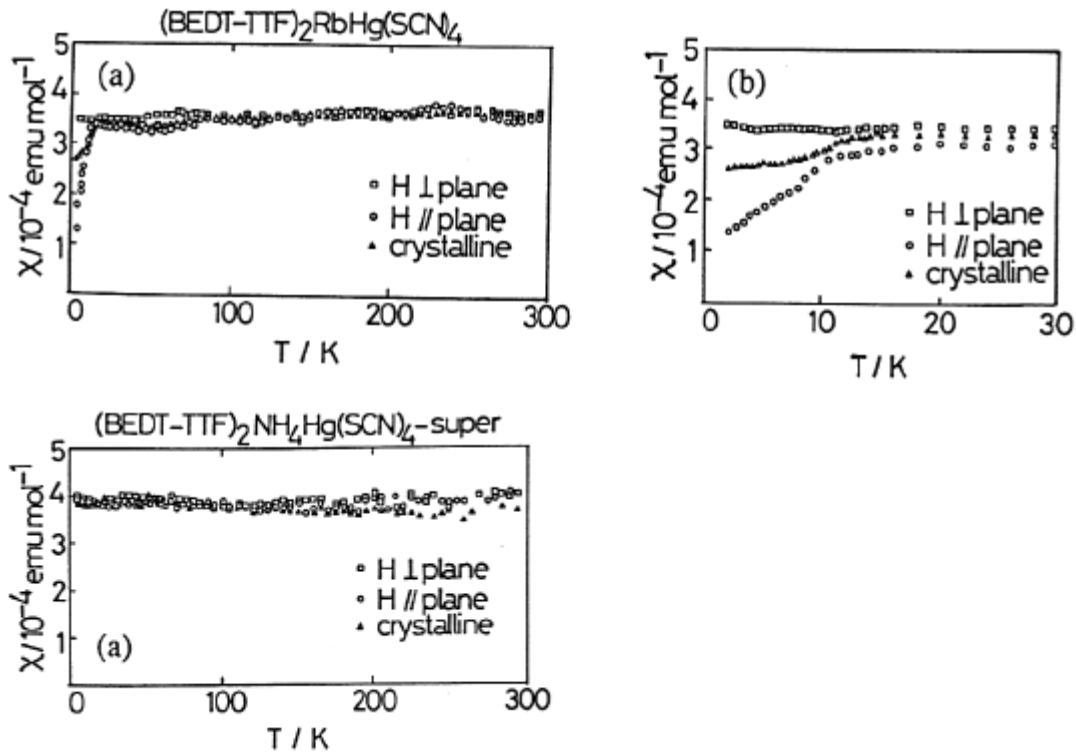 (BEDT-TTF)2RbHg(SCN)4
5
4
3
2
1
χ/10-4 emu mol-1
(a)
H ⊥ plane
H // plane
crystalline
0
100
200
300
T / K
5
4
3
2
1
χ/10-4 emu mol-1
(b)
H ⊥ plane
H // plane
crystalline
0
10
20
30
T / K
(BEDT-TTF)2NH4Hg(SCN)4-super
5
4
3
2
1
χ/10-4 emu mol-1
H ⊥ plane
H // plane
crystalline
(a)
0
100
200
300
T / K